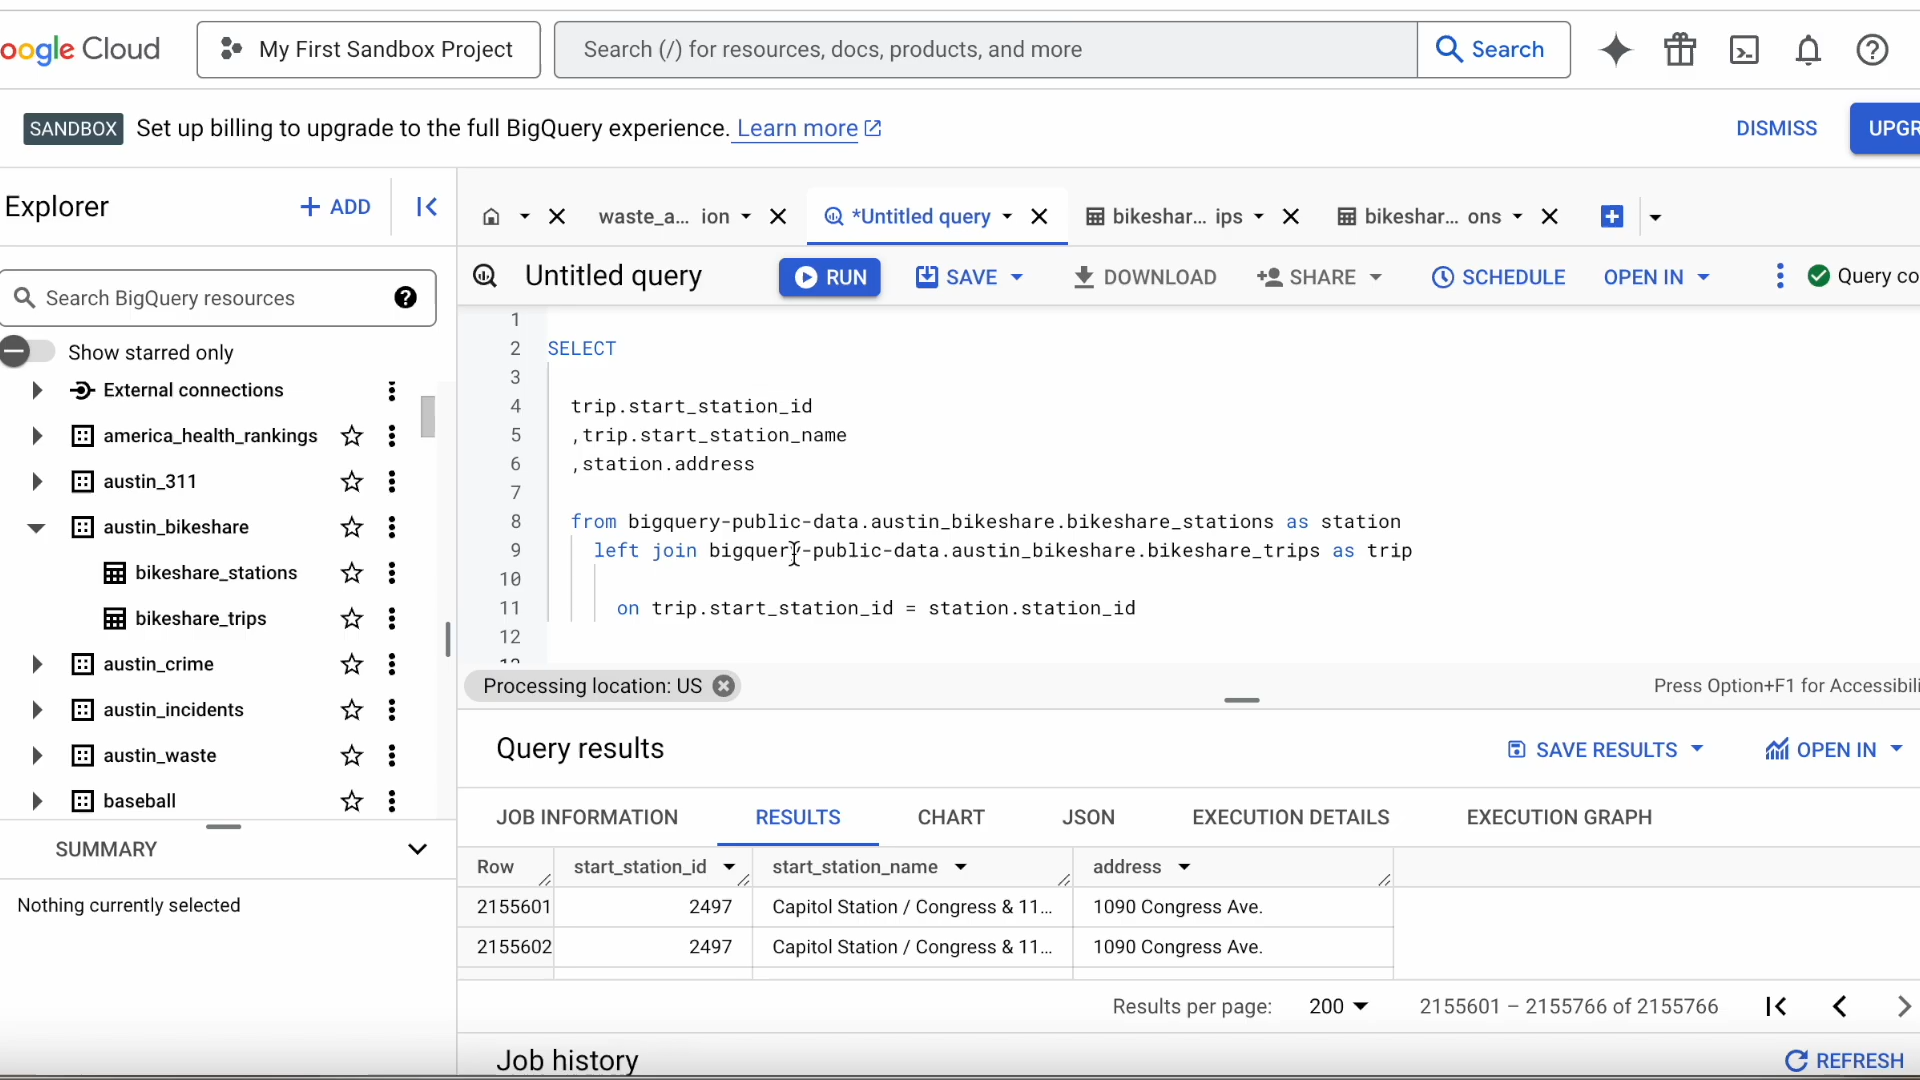 oogle Cloud
My First Sandbox Project
Search (/) for resources, docs, products, and more
Search
SANDBOX Set up billing to upgrade to the full BigQuery experience. Learn more
DISMISS
UPGR
Explorer
+ ADD
waste_a... ion
*Untitled query
bikeshar... ips
bikeshar... ons
Untitled query
RUN
SAVE
DOWNLOAD
SHARE
SCHEDULE
OPEN IN
Query co
Search BigQuery resources
Show starred only
External connections
america_health_rankings
austin_311
austin_bikeshare
bikeshare_stations
bikeshare_trips
austin_crime
austin_incidents
austin_waste
baseball
SUMMARY
Nothing currently selected
1
2 SELECT
3
4 trip.start_station_id
5 ,trip.start_station_name
6 ,station.address
7
8 from bigquery-public-data.austin_bikeshare.bikeshare_stations as station
9 left join bigquery-public-data.austin_bikeshare.bikeshare_trips as trip
10
11 on trip.start_station_id = station.station_id
12
Processing location: US
Press Option+F1 for Accessibili
Query results
SAVE RESULTS
OPEN IN
JOB INFORMATION RESULTS CHART JSON EXECUTION DETAILS EXECUTION GRAPH
Row start_station_id start_station_name address
2155601 2497 Capitol Station / Congress & 11... 1090 Congress Ave.
2155602 2497 Capitol Station / Congress & 11... 1090 Congress Ave.
Results per page: 200 2155601 – 2155766 of 2155766
Job history
REFRESH